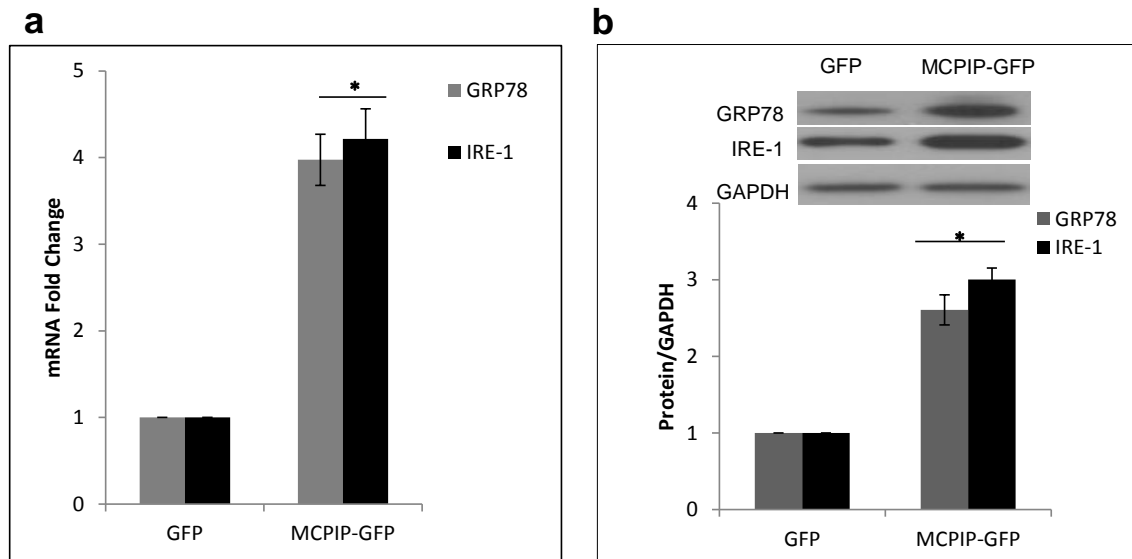 a
mRNA Fold Change
5
4
3
2
1
0
GFP
MCPIP-GFP
*
GRP78
IRE-1
b
GFP MCPIP-GFP
GRP78
IRE-1
GAPDH
Protein/GAPDH
4
3
2
1
0
GFP
MCPIP-GFP
*
GRP78
IRE-1